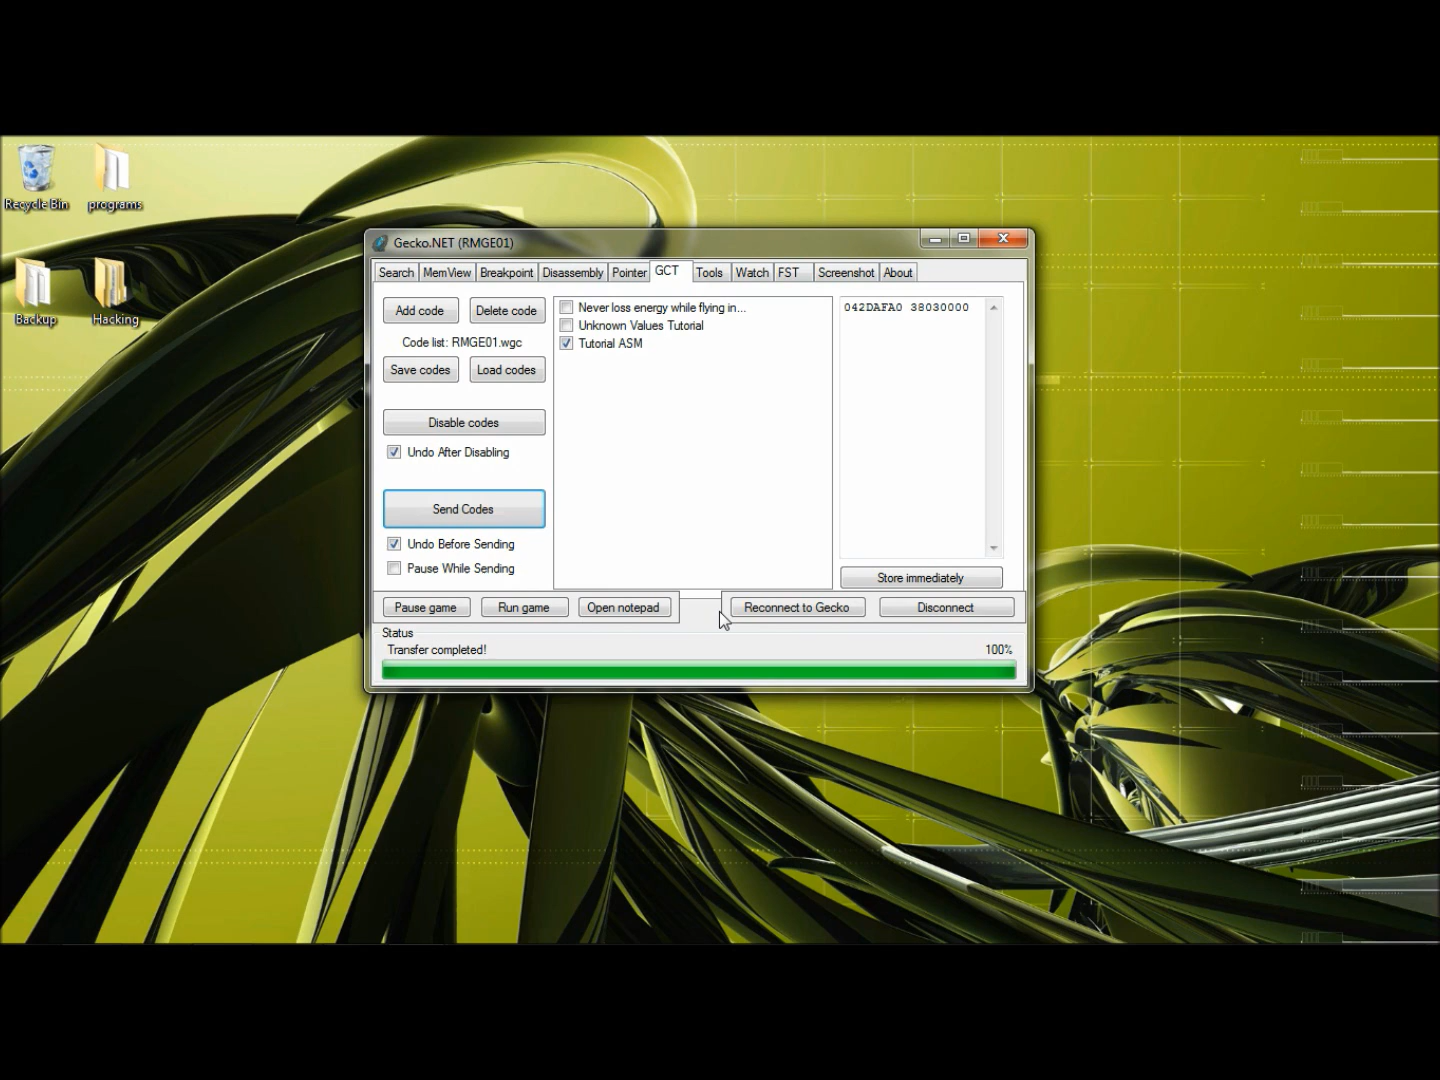 Recycle Bin
programs
Backup
Hacking
Gecko.NET (RMGE01)
Search MemView Breakpoint Disassembly Pointer GCT Tools Watch FST Screenshot About
Add code Delete code
Code list: RMGE01.wgc
Save codes Load codes
Disable codes
Undo After Disabling
Send Codes
Undo Before Sending
Pause While Sending
Never loss energy while flying in...
Unknown Values Tutorial
Tutorial ASM
042DAFA0 38030000
Store immediately
Pause game Run game Open notepad Reconnect to Gecko Disconnect
Status
Transfer completed! 100%